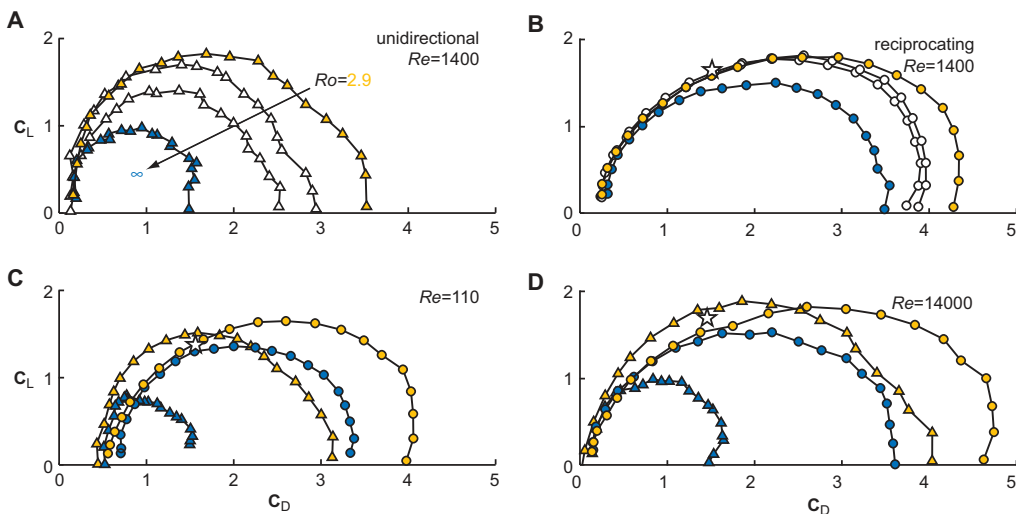 A
unidirectional
Re=1400
Ro=2.9
∞
C_L
2
1
0
0 1 2 3 4 5
B
reciprocating
Re=1400
2
1
0
0 1 2 3 4 5
C
Re=110
C_L
2
1
0
0 1 2 3 4 5
C_D
D
Re=14000
2
1
0
0 1 2 3 4 5
C_D